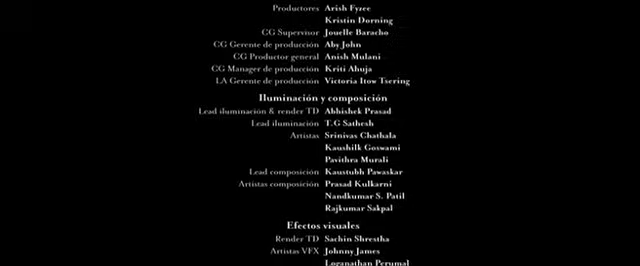 Productores Arish Fyzee
Kristin Dorning
CG Supervisor Jouelle Baracho
CG Gerente de producción Aby John
CG Productor general Anish Mulani
CG Manager de producción Kriti Ahuja
LA Gerente de producción Victoria Itow Tsering
Iluminación y composición
Lead iluminación & render TD Abhishek Prasad
Lead iluminación T.G Sathesh
Artistas Srinivas Chathala
Kaushilk Goswami
Pavithra Murali
Lead composición Kaustubh Pawaskar
Artistas composición Prasad Kulkarni
Nandkumar S. Patil
Rajkumar Sakpal
Efectos visuales
Render TD Sachin Shrestha
Artistas VFX Johnny James
Loganathan Perumal